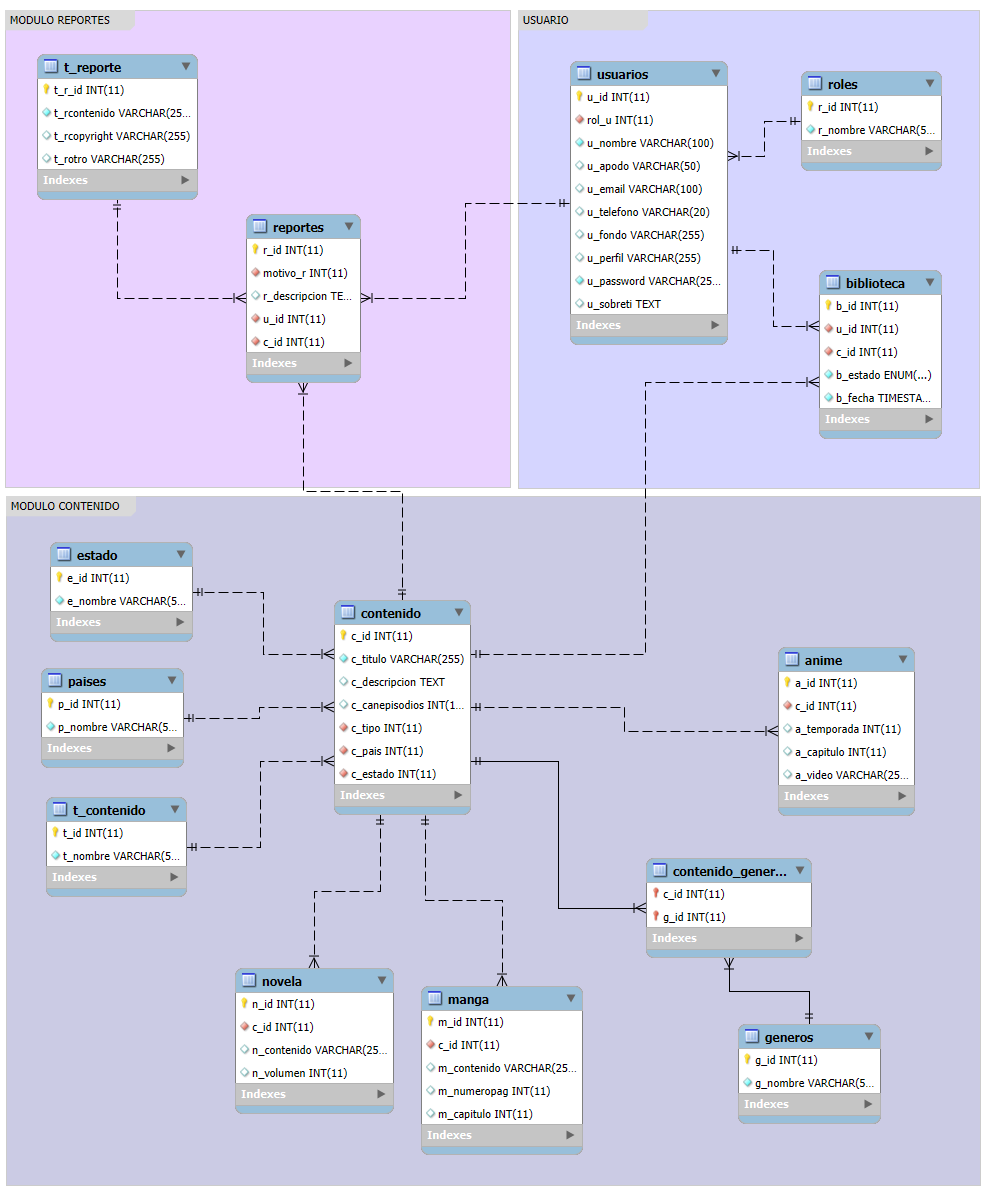 MODULO REPORTES
t_reporte
t_r_id INT(11)
t_rcontenido VARCHAR(25...
t_rcopyright VARCHAR(255)
t_rotro VARCHAR(255)
Indexes
reportes
r_id INT(11)
motivo_r INT(11)
r_descripcion TE...
u_id INT(11)
c_id INT(11)
Indexes
USUARIO
usuarios
u_id INT(11)
rol_u INT(11)
u_nombre VARCHAR(100)
u_apodo VARCHAR(50)
u_email VARCHAR(100)
u_telefono VARCHAR(20)
u_fondo VARCHAR(255)
u_perfil VARCHAR(255)
u_password VARCHAR(25...
u_sobreti TEXT
Indexes
roles
r_id INT(11)
r_nombre VARCHAR(5...
Indexes
biblioteca
b_id INT(11)
u_id INT(11)
c_id INT(11)
b_estado ENUM(...)
b_fecha TIMESTA...
Indexes
MODULO CONTENIDO
estado
e_id INT(11)
e_nombre VARCHAR(5...
Indexes
paises
p_id INT(11)
p_nombre VARCHAR(5...
Indexes
t_contenido
t_id INT(11)
t_nombre VARCHAR(5...
Indexes
contenido
c_id INT(11)
c_titulo VARCHAR(255)
c_descripcion TEXT
c_canepisodios INT(1...
c_tipo INT(11)
c_pais INT(11)
c_estado INT(11)
Indexes
anime
a_id INT(11)
c_id INT(11)
a_temporada INT(11)
a_capitulo INT(11)
a_video VARCHAR(25...
Indexes
contenido_gener...
c_id INT(11)
g_id INT(11)
Indexes
novela
n_id INT(11)
c_id INT(11)
n_contenido VARCHAR(25...
n_volumen INT(11)
Indexes
manga
m_id INT(11)
c_id INT(11)
m_contenido VARCHAR(25...
m_numeropag INT(11)
m_capitulo INT(11)
Indexes
generos
g_id INT(11)
g_nombre VARCHAR(5...
Indexes